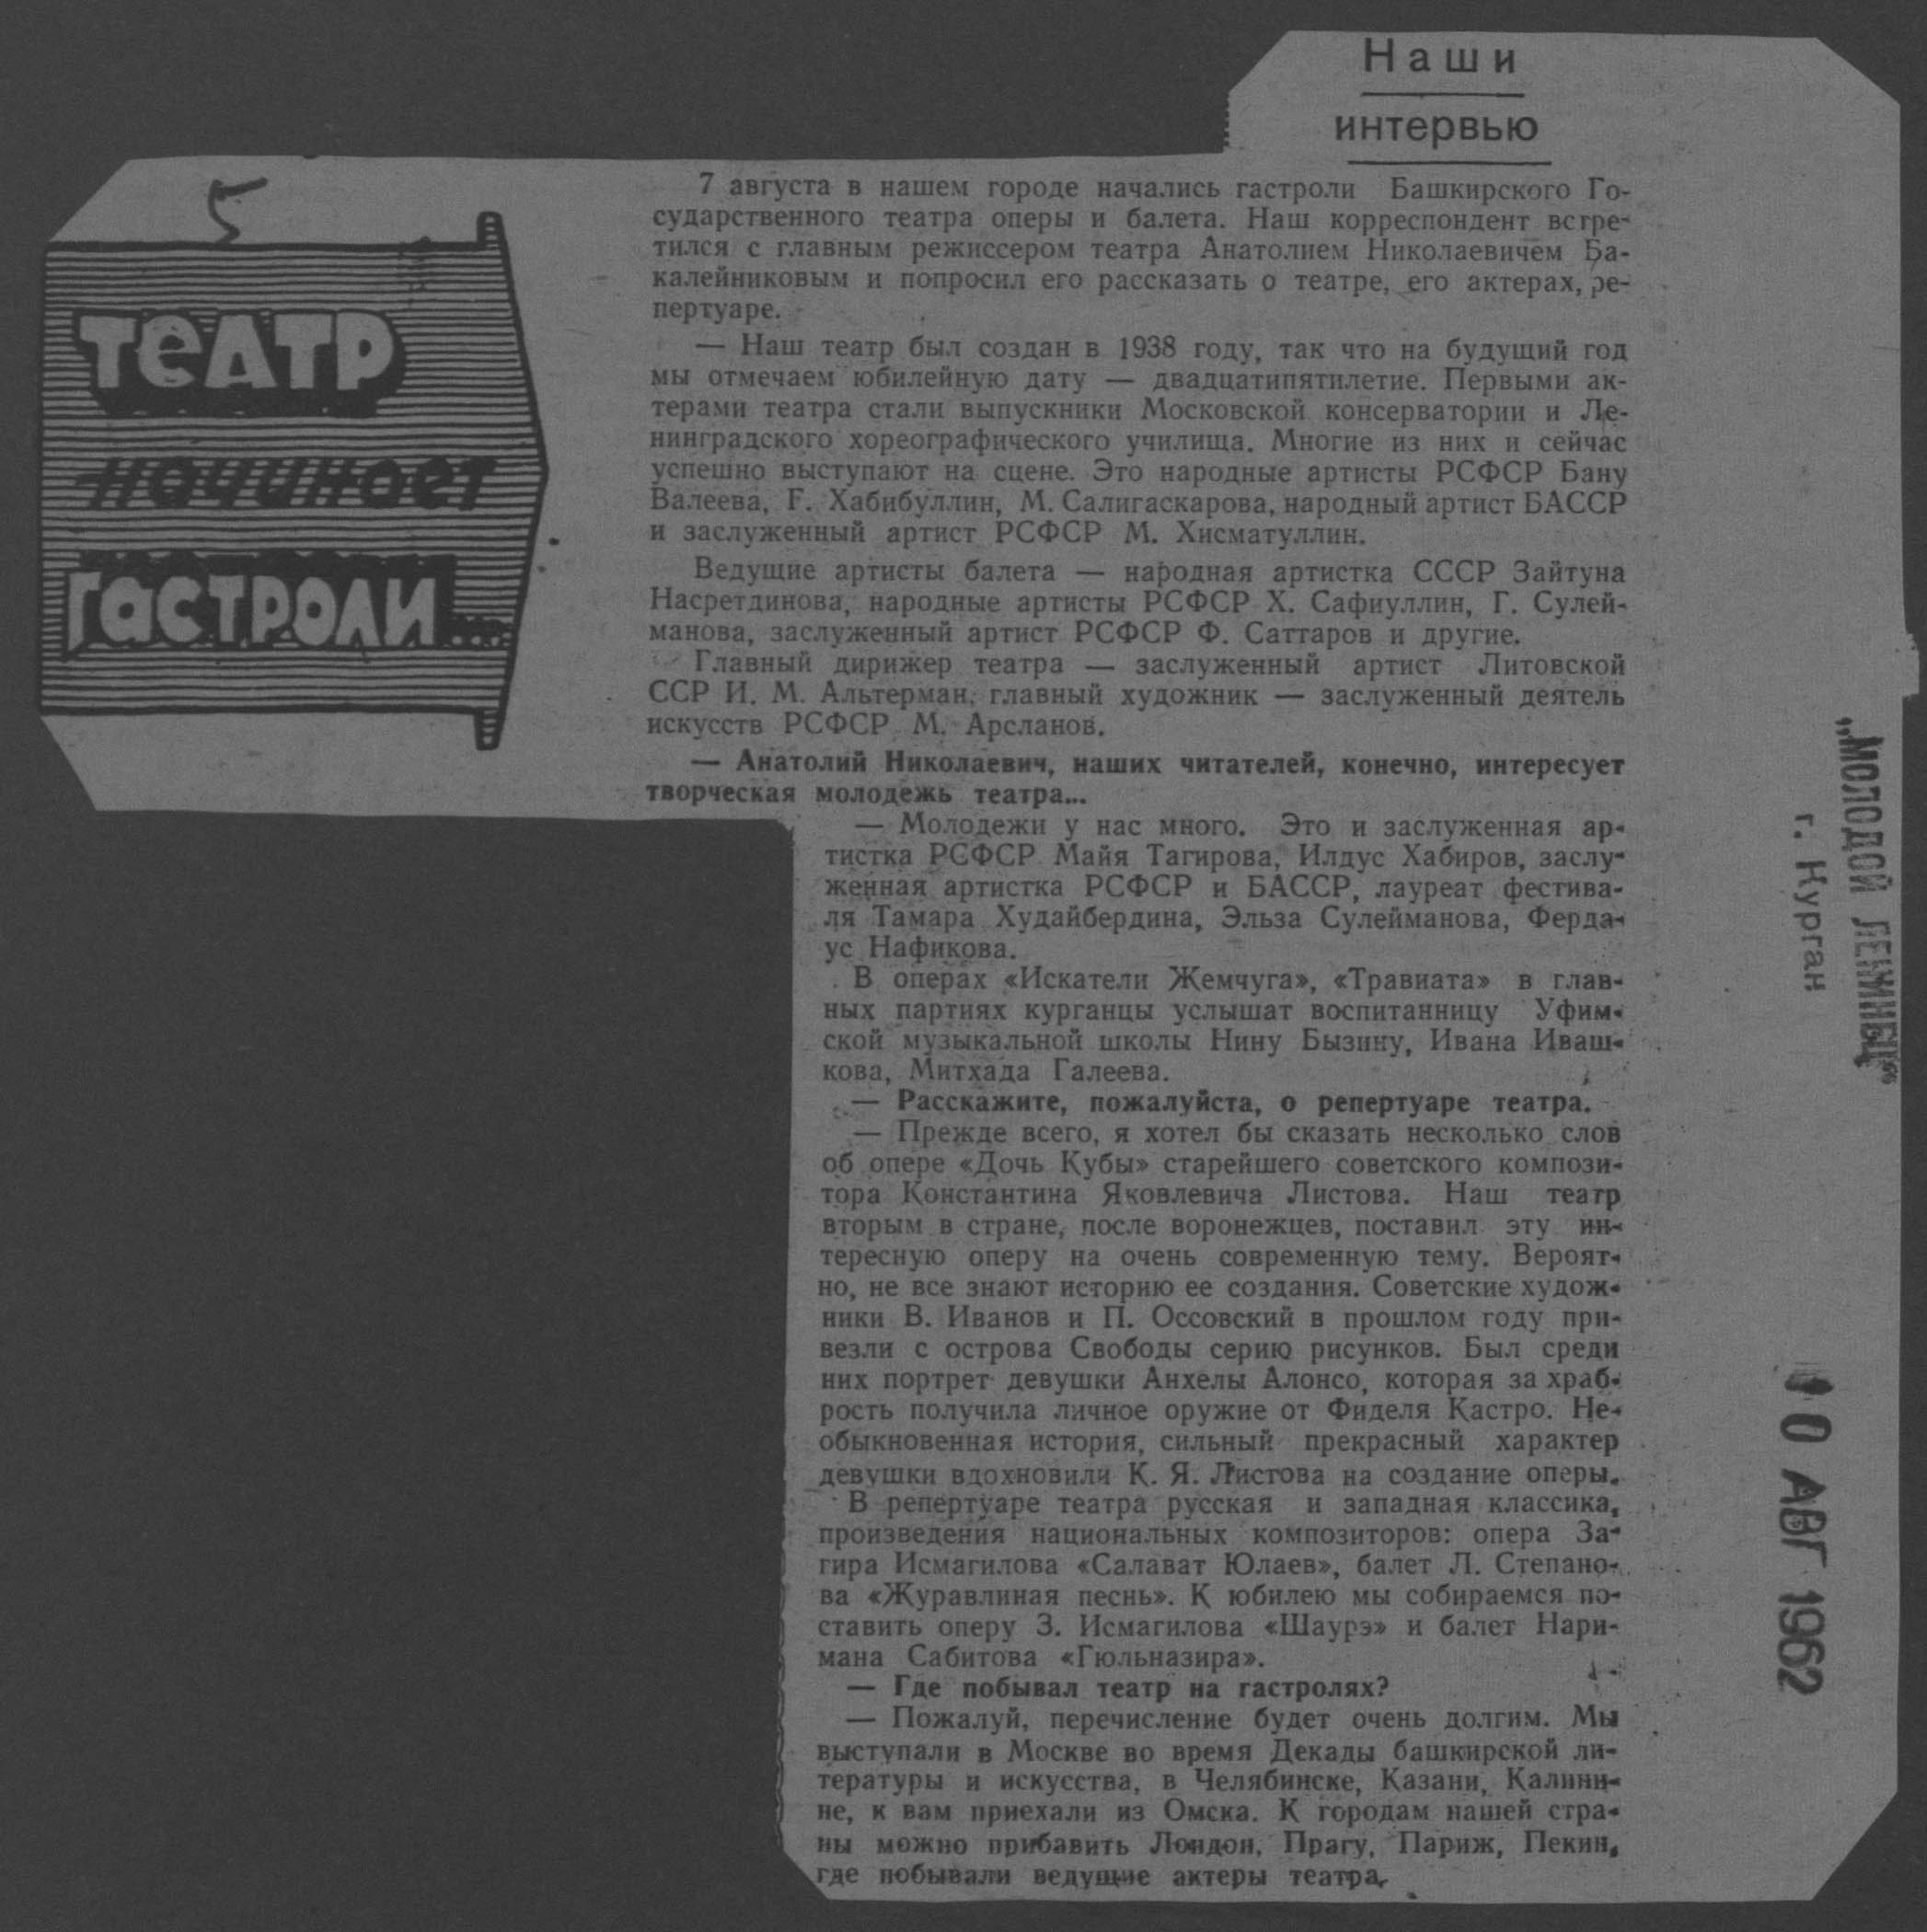 Наши
интервью
ТЕАТР
начинает
ГАСТРОЛИ...
7 августа в нашем городе начались гастроли Башкирского Го-
сударственного театра оперы и балета. Наш корреспондент встре-
тился с главным режиссером театра Анатолием Николаевичем Ба-
калейниковым и попросил его рассказать о театре, его актерах, ре-
пертуаре.
— Наш театр был создан в 1938 году, так что на будущий год
мы отмечаем юбилейную дату — двадцатипятилетие. Первыми ак-
терами театра стали выпускники Московской консерватории и Ле-
нинградского хореографического училища. Многие из них и сейчас
успешно выступают на сцене. Это народные артисты РСФСР Бану
Валеева, Г. Хабибуллин, М. Салигаскарова, народный артист БАССР
и заслуженный артист РСФСР М. Хисматуллин.
Ведущие артисты балета — народная артистка СССР Зайтуна
Насретдинова, народные артисты РСФСР Х. Сафиуллин, Г. Сулей-
манова, заслуженный артист РСФСР Ф. Саттаров и другие.
Главный дирижер театра — заслуженный артист Литовской
ССР И. М. Альтерман, главный художник — заслуженный деятель
искусств РСФСР М. Арсланов.
— Анатолий Николаевич, наших читателей, конечно, интересует
творческая молодежь театра...
— Молодежи у нас много. Это и заслуженная ар-
тистка РСФСР Майя Тагирова, Илдус Хабиров, заслу-
женная артистка РСФСР и БАССР, лауреат фестива-
ля Тамара Худайбердина, Эльза Сулейманова, Ферда-
ус Нафикова.
В операх «Искатели Жемчуга», «Травиата» в глав-
ных партиях курганцы услышат воспитанницу Уфим-
ской музыкальной школы Нину Бызину, Ивана Иваш-
кова, Митхада Галеева.
— Расскажите, пожалуйста, о репертуаре театра.
— Прежде всего, я хотел бы сказать несколько слов
об опере «Дочь Кубы» старейшего советского компози-
тора Константина Яковлевича Листова. Наш театр
вторым в стране, после воронежцев, поставил эту ин-
тересную оперу на очень современную тему. Вероят-
но, не все знают историю ее создания. Советские худож-
ники В. Иванов и П. Оссовский в прошлом году при-
везли с острова Свободы серию рисунков. Был среди
них портрет девушки Анхелы Алонсо, которая за храб-
рость получила личное оружие от Фиделя Кастро. Не-
обыкновенная история, сильный прекрасный характер
девушки вдохновили К. Я. Листова на создание оперы.
В репертуаре театра русская и западная классика,
произведения национальных композиторов: опера За-
гира Исмагилова «Салават Юлаев», балет Л. Степано-
ва «Журавлиная песнь». К юбилею мы собираемся по-
ставить оперу З. Исмагилова «Шаурэ» и балет Нари-
мана Сабитова «Гюльназира».
— Где побывал театр на гастролях?
— Пожалуй, перечисление будет очень долгим. Мы
выступали в Москве во время Декады башкирской ли-
тературы и искусства, в Челябинске, Казани, Калини-
не, к вам приехали из Омска. К городам нашей стра-
ны можно прибавить Лондон, Прагу, Париж, Пекин,
где побывали ведущие актеры театра.
„МОЛОДОЙ ЛЕНИНЕЦ“
г. Курган
10 АВГ 1962